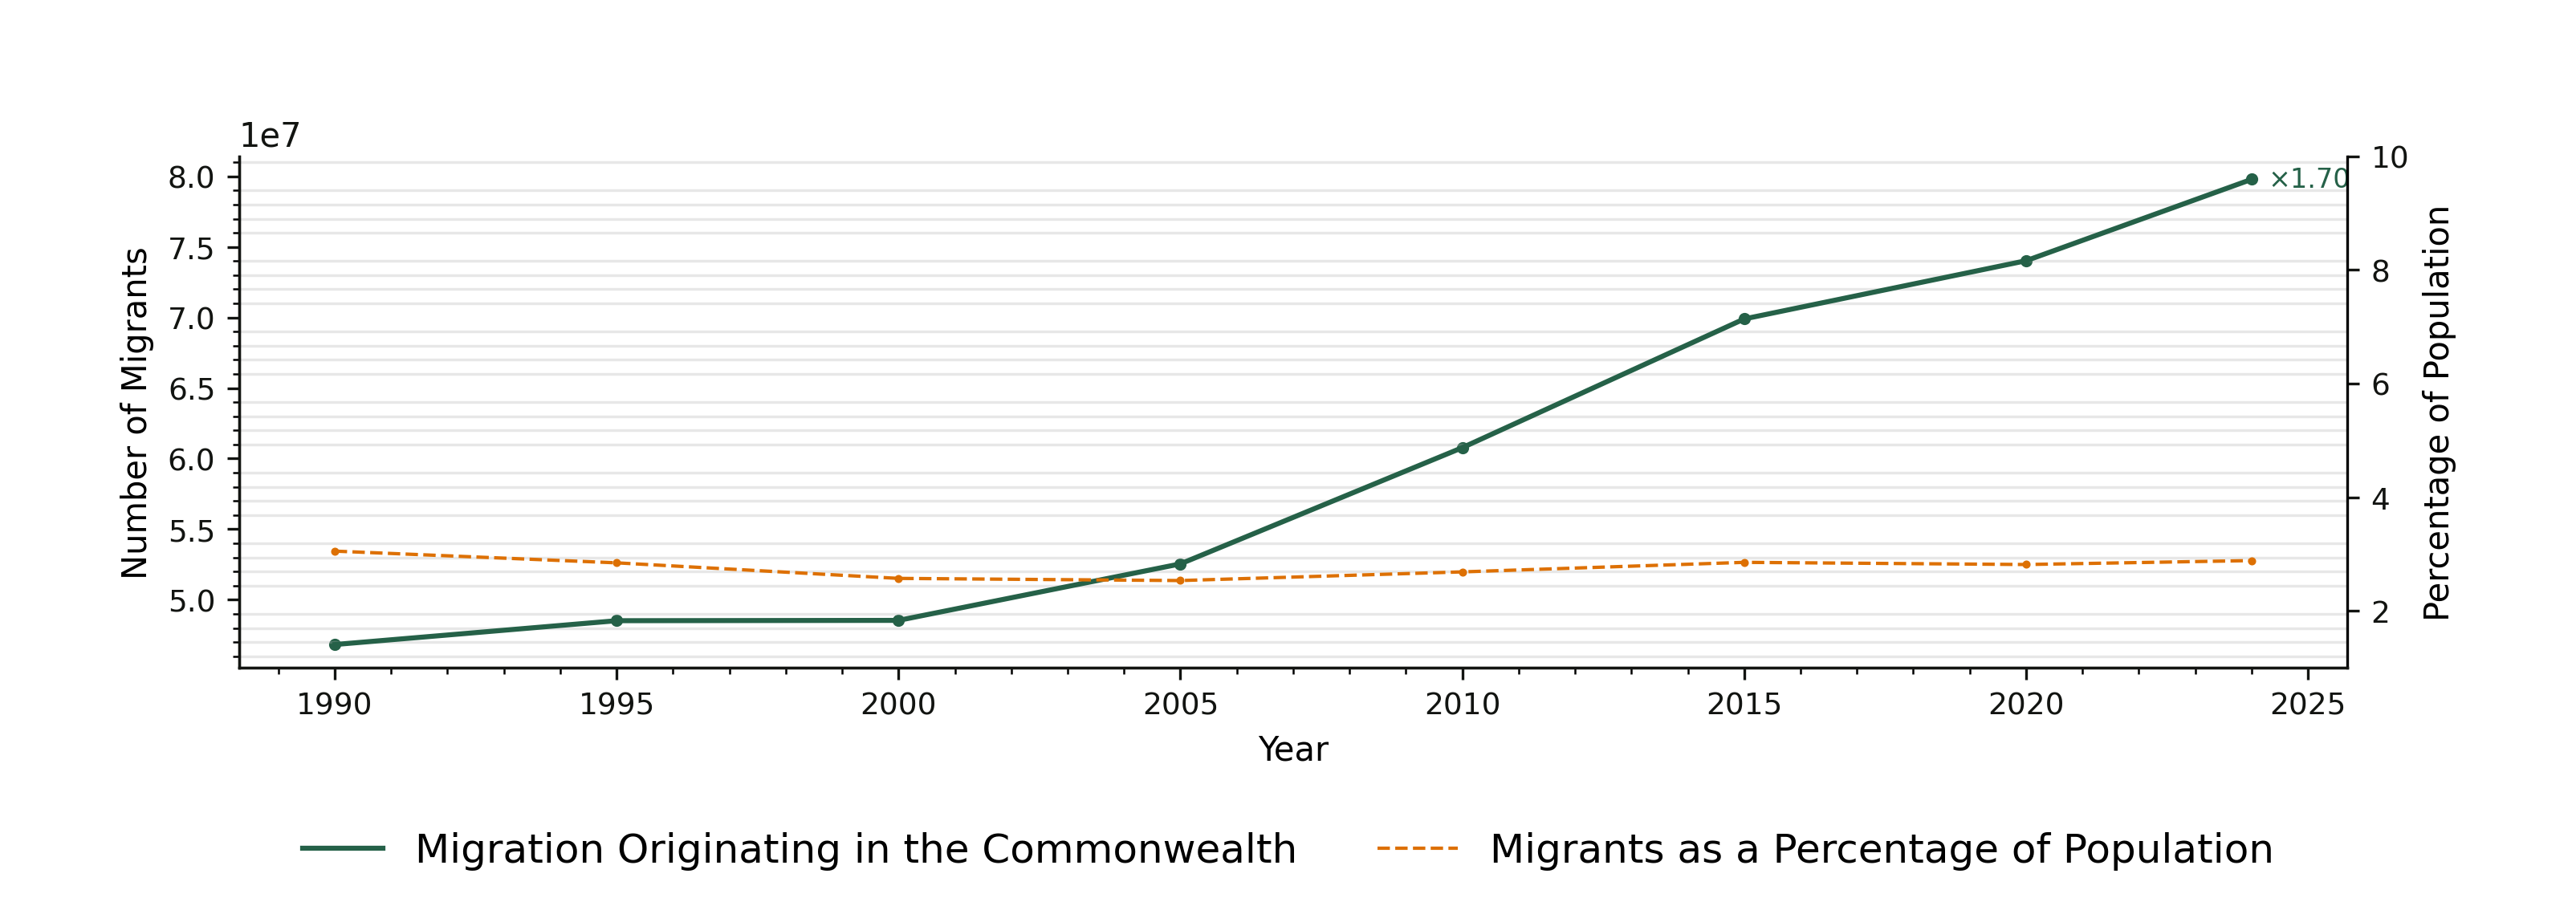 1e7
8.0
7.5
7.0
6.5
6.0
5.5
5.0
Number of Migrants
×1.70
10
8
6
4
2
Percentage of Population
1990 1995 2000 2005 2010 2015 2020 2025
Year
Migration Originating in the Commonwealth
Migrants as a Percentage of Population